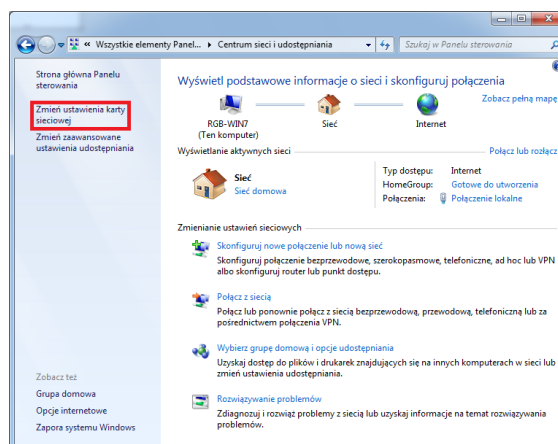 « Wszystkie elementy Panel... ▸ Centrum sieci i udostępniania
Szukaj w Panelu sterowania
Strona główna Panelu
sterowania
Zmień ustawienia karty
sieciowej
Zmień zaawansowane
ustawienia udostępniania
Wyświetl podstawowe informacje o sieci i skonfiguruj połączenia
Zobacz pełną mapę
RGB-WIN7
(Ten komputer)
Sieć
Internet
Wyświetlanie aktywnych sieci
Połącz lub rozłącz
Sieć
Sieć domowa
Typ dostępu: Internet
HomeGroup: Gotowe do utworzenia
Połączenia: Połączenie lokalne
Zmienianie ustawień sieciowych
Skonfiguruj nowe połączenie lub nową sieć
Skonfiguruj połączenie bezprzewodowe, szerokopasmowe, telefoniczne, ad hoc lub VPN
albo skonfiguruj router lub punkt dostępu.
Połącz z siecią
Połącz lub ponownie połącz z siecią bezprzewodową, przewodową, telefoniczną lub za
pośrednictwem połączenia VPN.
Wybierz grupę domową i opcje udostępniania
Uzyskaj dostęp do plików i drukarek znajdujących się na innych komputerach w sieci lub
zmień ustawienia udostępniania.
Rozwiązywanie problemów
Zdiagnozuj i rozwiąż problemy z siecią lub uzyskaj informacje na temat rozwiązywania
problemów.
Zobacz też
Grupa domowa
Opcje internetowe
Zapora systemu Windows